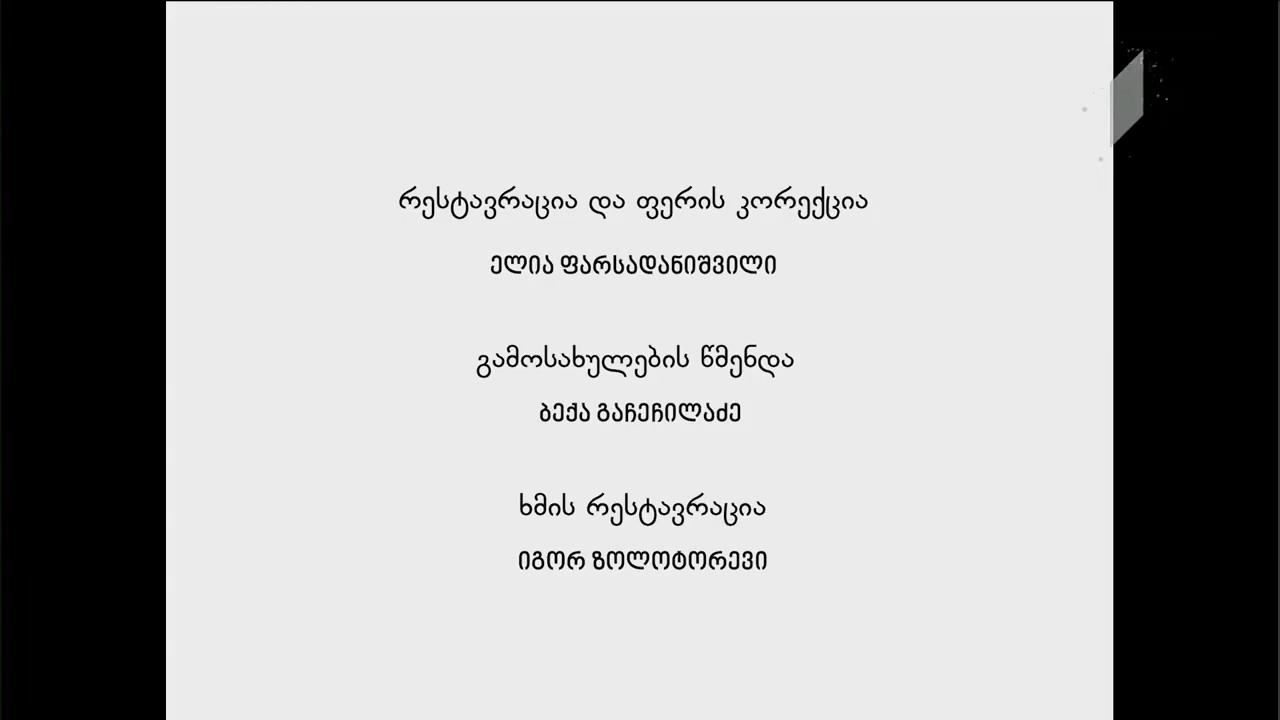 რესტავრაცია და ფერის კორექცია
ელია ფარსადანიშვილი
გამოსახულების წმენდა
ბექა გაჩეჩილაძე
ხმის რესტავრაცია
იგორ ზოლოტორევი